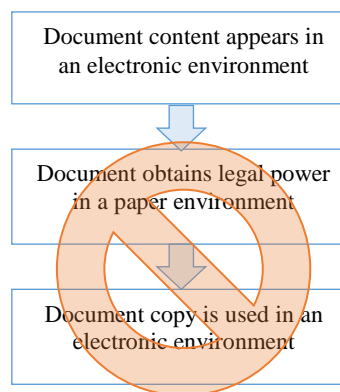 Document content appears in
an electronic environment
Document obtains legal power
in a paper environment
Document copy is used in an
electronic environment